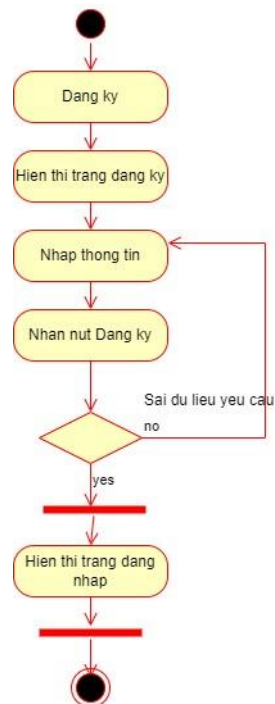 Dang ky
Hien thi trang dang ky
Nhap thong tin
Nhan nut Dang ky
Sai du lieu yeu cau
no
yes
Hien thi trang dang
nhap